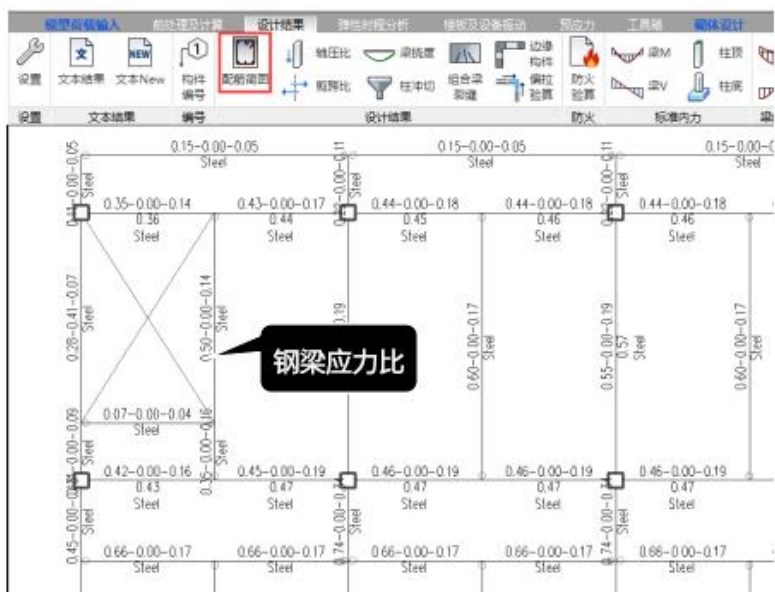 模型荷载输入 前处理及计算 设计结果 弹性时程分析 楼板及设备振动 预应力 工具箱 砌体设计
设置 文本结果 文本New 构件编号 配筋简图 轴压比 剪跨比 梁挠度 柱冲切 组合梁裂缝 边缘构件 偏拉验算 防火验算 梁M 梁V 柱顶 柱底
设置 文本结果 编号 设计结果 防火 标准内力
0.15-0.00-0.05 0.15-0.00-0.05 0.15-0.00-0
Steel Steel Steel
0.35-0.00-0.14 0.43-0.00-0.17 0.44-0.00-0.18 0.44-0.00-0.18 0.44-0.00-0.18
0.36 0.44 0.45 0.46 0.46
Steel Steel Steel Steel Steel
0.28-0.41-0.07
Steel
0.50-0.00-0.14
Steel
0.60-0.00-0.17
Steel
0.55-0.00-0.19
0.57
Steel
0.60-0.00-0.17
Steel
钢梁应力比
0.07-0.00-0.04
Steel
0.42-0.00-0.16 0.45-0.00-0.19 0.46-0.00-0.19 0.46-0.00-0.19 0.46-0.00-0.19
0.43 0.47 0.47 0.47 0.47
Steel Steel Steel Steel Steel
0.66-0.00-0.17 0.66-0.00-0.17 0.66-0.00-0.17 0.66-0.00-0.17 0.66-0.00-0.17
Steel Steel Steel Steel Steel